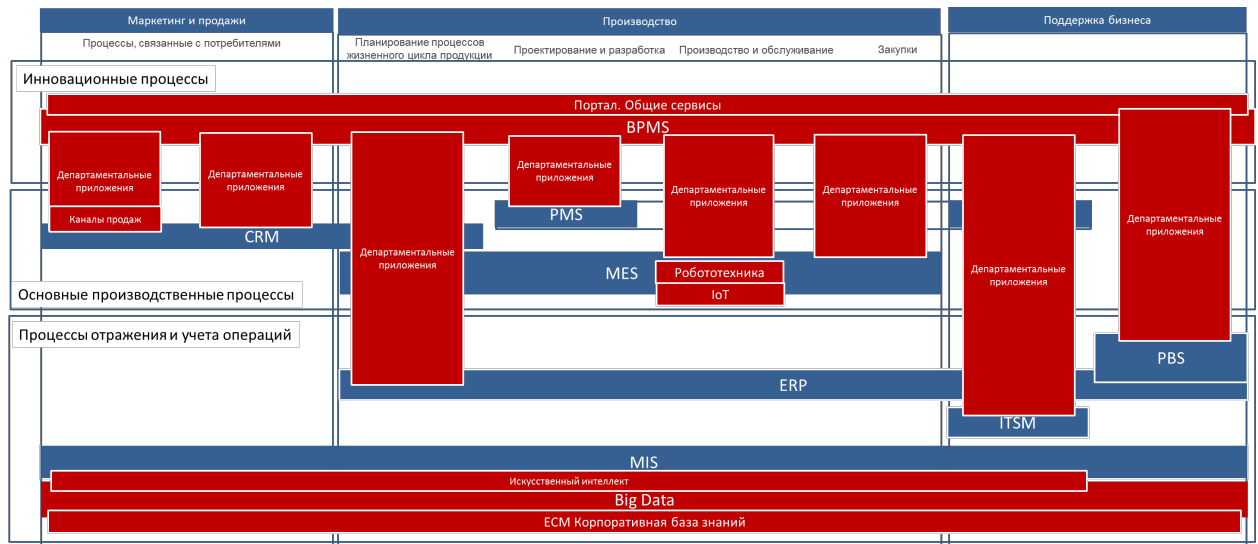 Маркетинг и продажи
Производство
Поддержка бизнеса
Процессы, связанные с потребителями
Планирование процессов
жизненного цикла продукции
Проектирование и разработка
Производство и обслуживание
Закупки
Инновационные процессы
Портал. Общие сервисы
BPMS
Департаментальные
приложения
Каналы продаж
Департаментальные
приложения
Департаментальные
приложения
Департаментальные
приложения
Департаментальные
приложения
Департаментальные
приложения
Департаментальные
приложения
Департаментальные
приложения
PMS
CRM
MES
Робототехника
IoT
Основные производственные процессы
Процессы отражения и учета операций
PBS
ERP
ITSM
MIS
Искусственный интеллект
Big Data
ECM Корпоративная база знаний